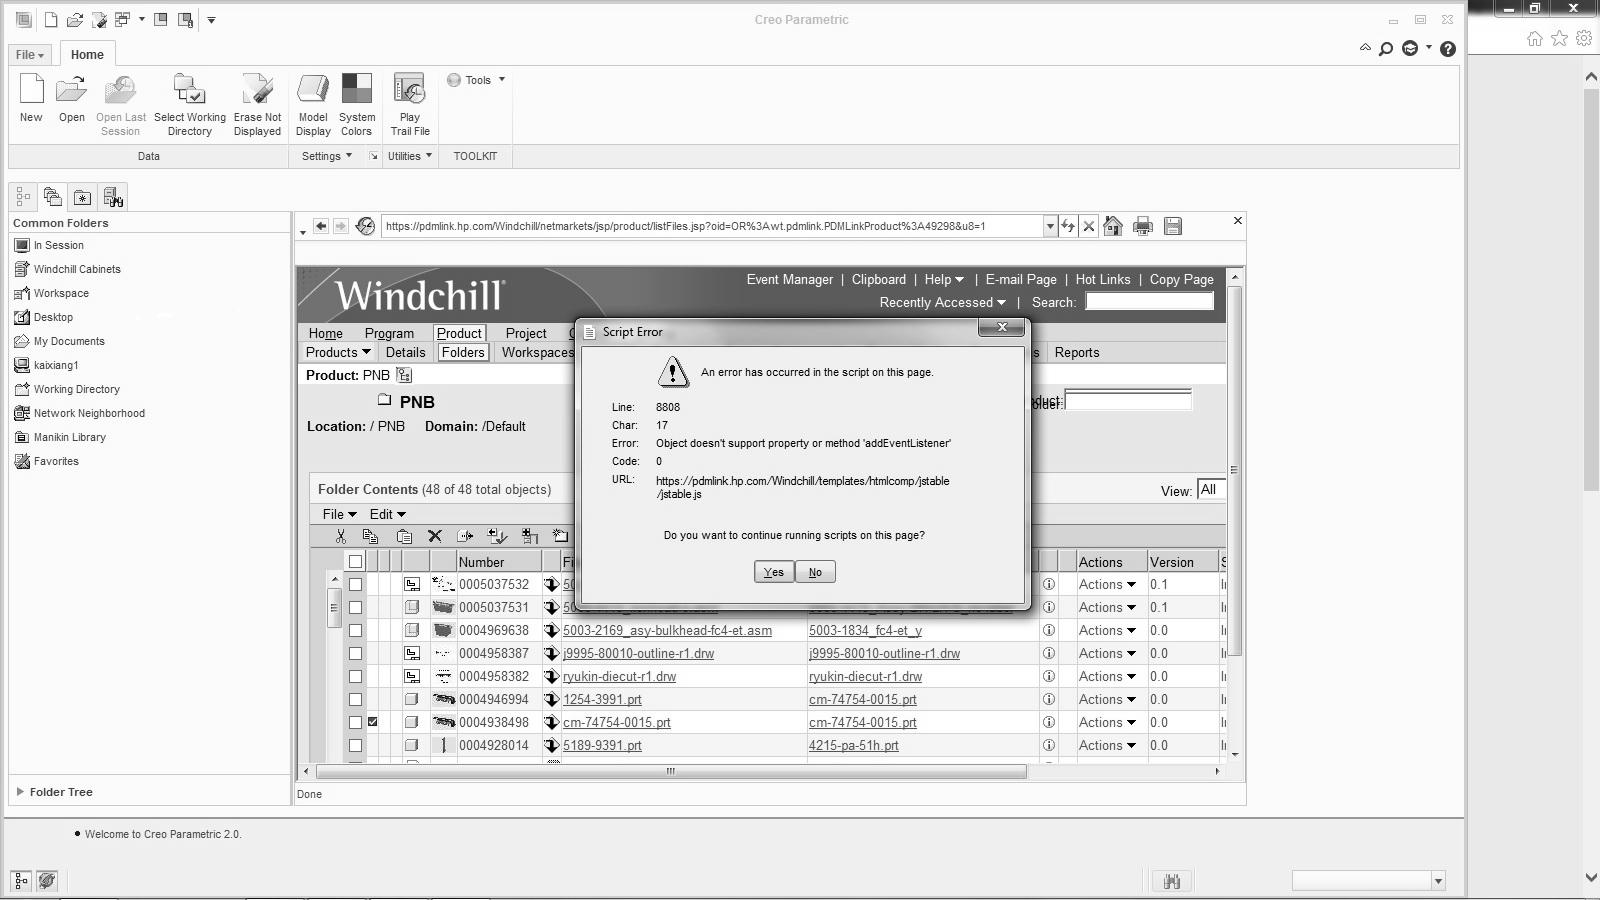 Creo Parametric
File
Home
New
Open
Open Last Session
Select Working Directory
Erase Not Displayed
Model Display
System Colors
Play Trail File
Tools
Data
Settings
Utilities
TOOLKIT
Common Folders
In Session
Windchill Cabinets
Workspace
Desktop
My Documents
kaixiang1
Working Directory
Network Neighborhood
Manikin Library
Favorites
Folder Tree
https://pdmlink.hp.com/Windchill/netmarkets/jsp/product/listFiles.jsp?oid=OR%3Awt.pdmlink.PDMLinkProduct%3A49298&u8=1
Windchill
Event Manager | Clipboard | Help | E-mail Page | Hot Links | Copy Page
Recently Accessed | Search:
Home Program Product Project
Products Details Folders Workspaces Reports
Product: PNB
PNB
Location: / PNB Domain: /Default
Folder Contents (48 of 48 total objects)
View: All
File Edit
Number Actions Version
0005037532 Actions 0.1
0005037531 Actions 0.1
0004969638 5003-2169_asy-bulkhead-fc4-et.asm 5003-1834_fc4-et_y Actions 0.0
0004958387 j9995-80010-outline-r1.drw j9995-80010-outline-r1.drw Actions 0.0
0004958382 ryukin-diecut-r1.drw ryukin-diecut-r1.drw Actions 0.0
0004946994 1254-3991.prt cm-74754-0015.prt Actions 0.0
0004938498 cm-74754-0015.prt cm-74754-0015.prt Actions 0.0
0004928014 5189-9391.prt 4215-pa-51h.prt Actions 0.0
Done
Script Error
An error has occurred in the script on this page.
Line: 8808
Char: 17
Error: Object doesn't support property or method 'addEventListener'
Code: 0
URL: https://pdmlink.hp.com/Windchill/templates/htmlcomp/jstable
/jstable.js
Do you want to continue running scripts on this page?
Yes No
Welcome to Creo Parametric 2.0.